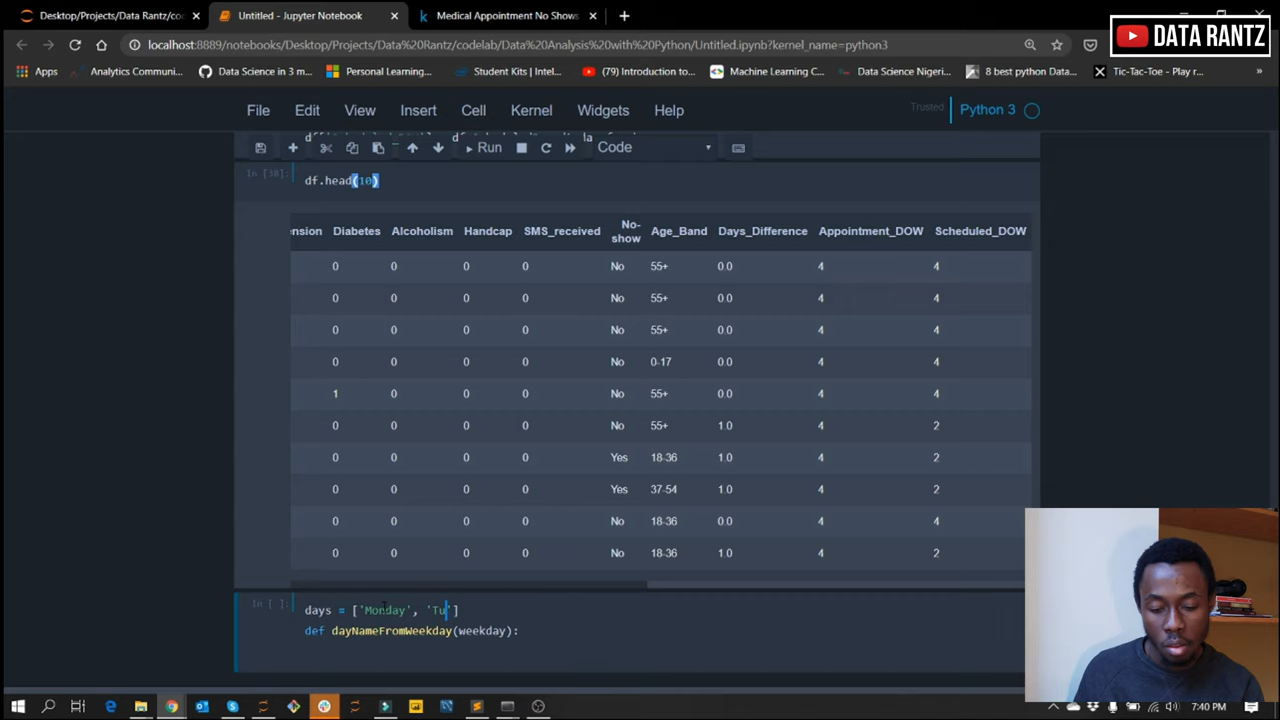 Desktop/Projects/Data Rantz/co
Untitled - Jupyter Notebook
Medical Appointment No Shows
DATA RANTZ
localhost:8889/notebooks/Desktop/Projects/Data%20Rantz/codelab/Data%20Analysis%20with%20Python/Untitled.ipynb?kernel_name=python3
Apps
Analytics Communi...
Data Science in 3 m...
Personal Learning...
Student Kits | Intel...
(79) Introduction to...
Machine Learning C...
Data Science Nigeri...
8 best python Data...
Tic-Tac-Toe - Play r
File Edit View Insert Cell Kernel Widgets Help
Trusted
Python 3
Run
Code
In [38]:
df.head(10)
ension Diabetes Alcoholism Handcap SMS_received No-show Age_Band Days_Difference Appointment_DOW Scheduled_DOW
0 0 0 0 No 55+ 0.0 4 4
0 0 0 0 No 55+ 0.0 4 4
0 0 0 0 No 55+ 0.0 4 4
0 0 0 0 No 0-17 0.0 4 4
1 0 0 0 No 55+ 0.0 4 4
0 0 0 0 No 55+ 1.0 4 2
0 0 0 0 Yes 18-36 1.0 4 2
0 0 0 0 Yes 37-54 1.0 4 2
0 0 0 0 No 18-36 0.0 4 4
0 0 0 0 No 18-36 1.0 4 2
In [ ]:
days = ['Monday', 'Tu']
def dayNameFromWeekday(weekday):
7:40 PM